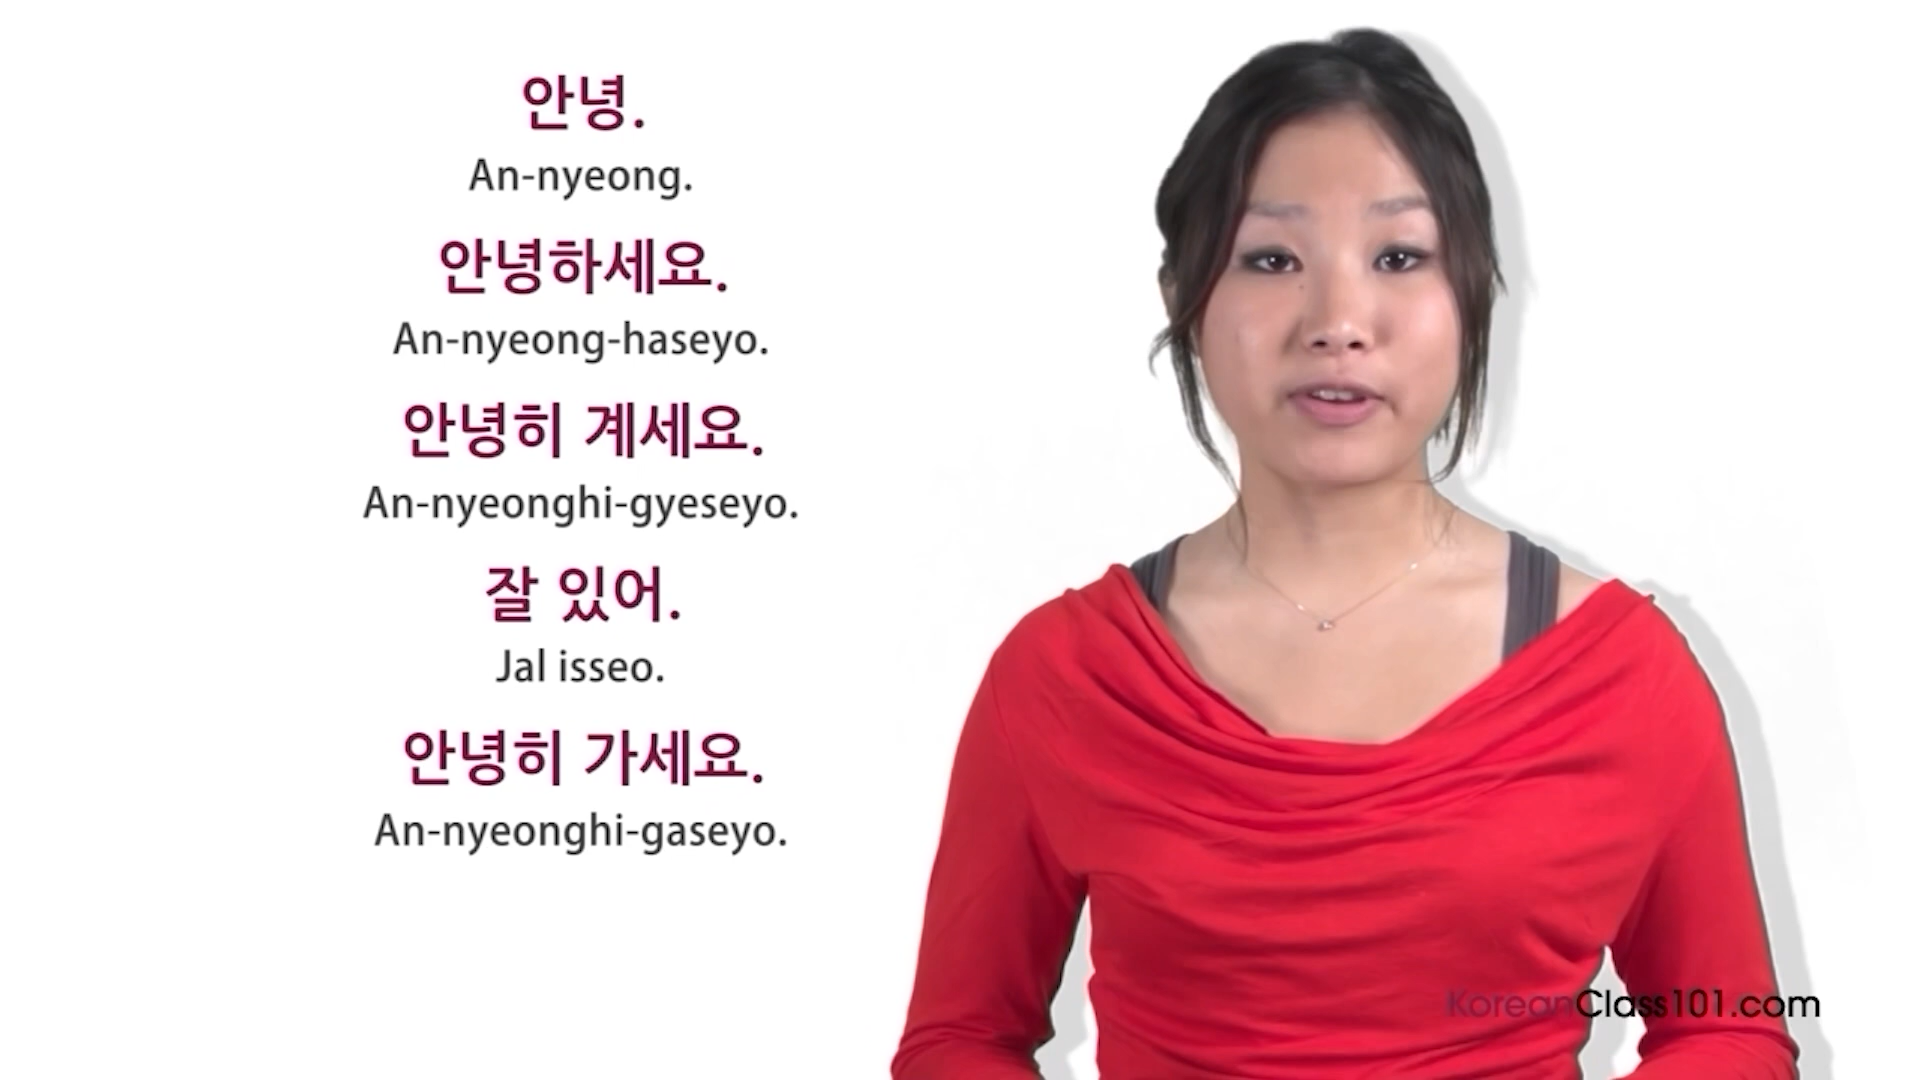 안녕.
An-nyeong.
안녕하세요.
An-nyeong-haseyo.
안녕히 계세요.
An-nyeonghi-gyeseyo.
잘 있어.
Jal isseo.
안녕히 가세요.
An-nyeonghi-gaseyo.
KoreanClass101.com